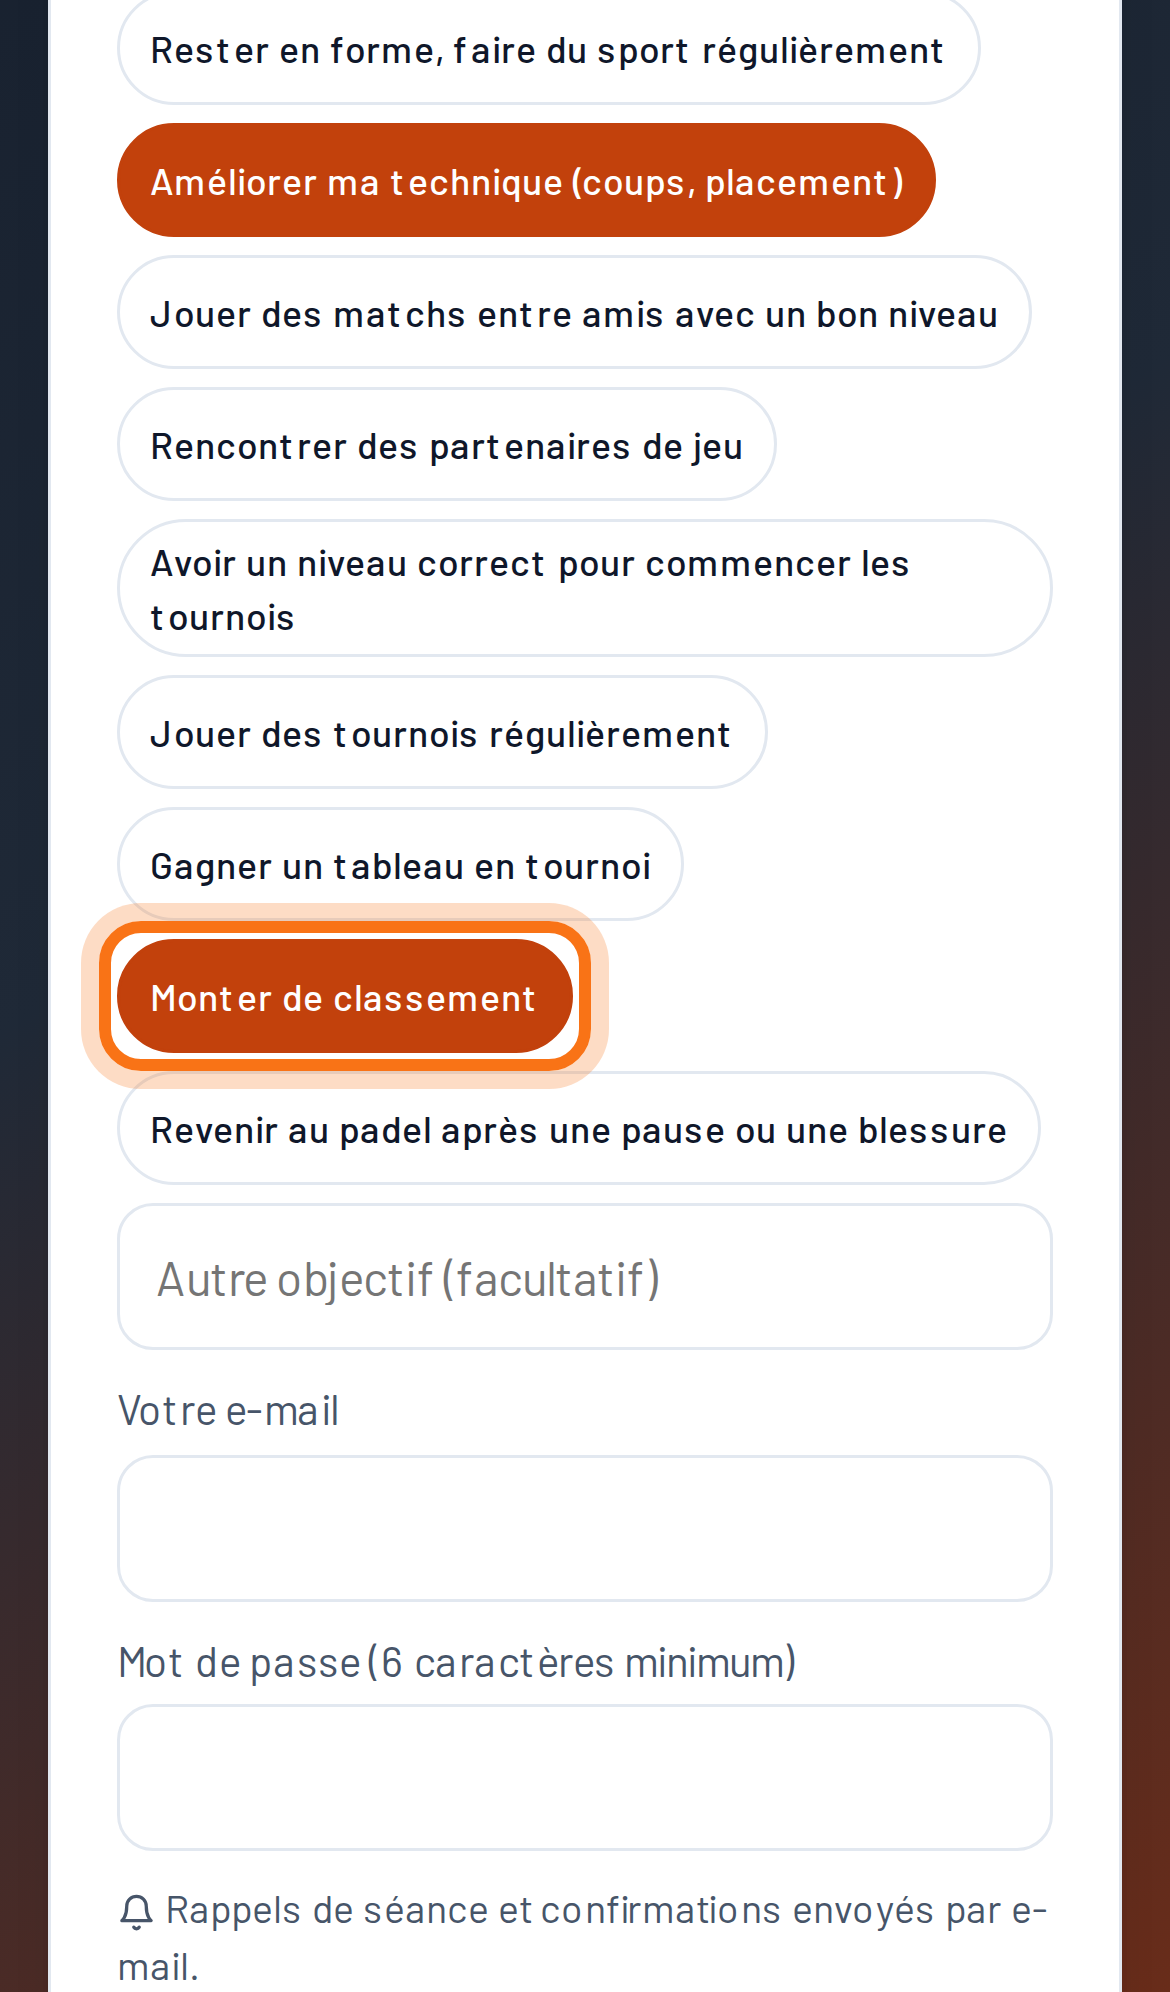 Rester en forme, faire du sport régulièrement
Améliorer ma technique (coups, placement)
Jouer des matchs entre amis avec un bon niveau
Rencontrer des partenaires de jeu
Avoir un niveau correct pour commencer les
tournois
Jouer des tournois régulièrement
Gagner un tableau en tournoi
Monter de classement
Revenir au padel après une pause ou une blessure
Autre objectif (facultatif)
Votre e-mail
Mot de passe (6 caractères minimum)
Rappels de séance et confirmations envoyés par e-
mail.